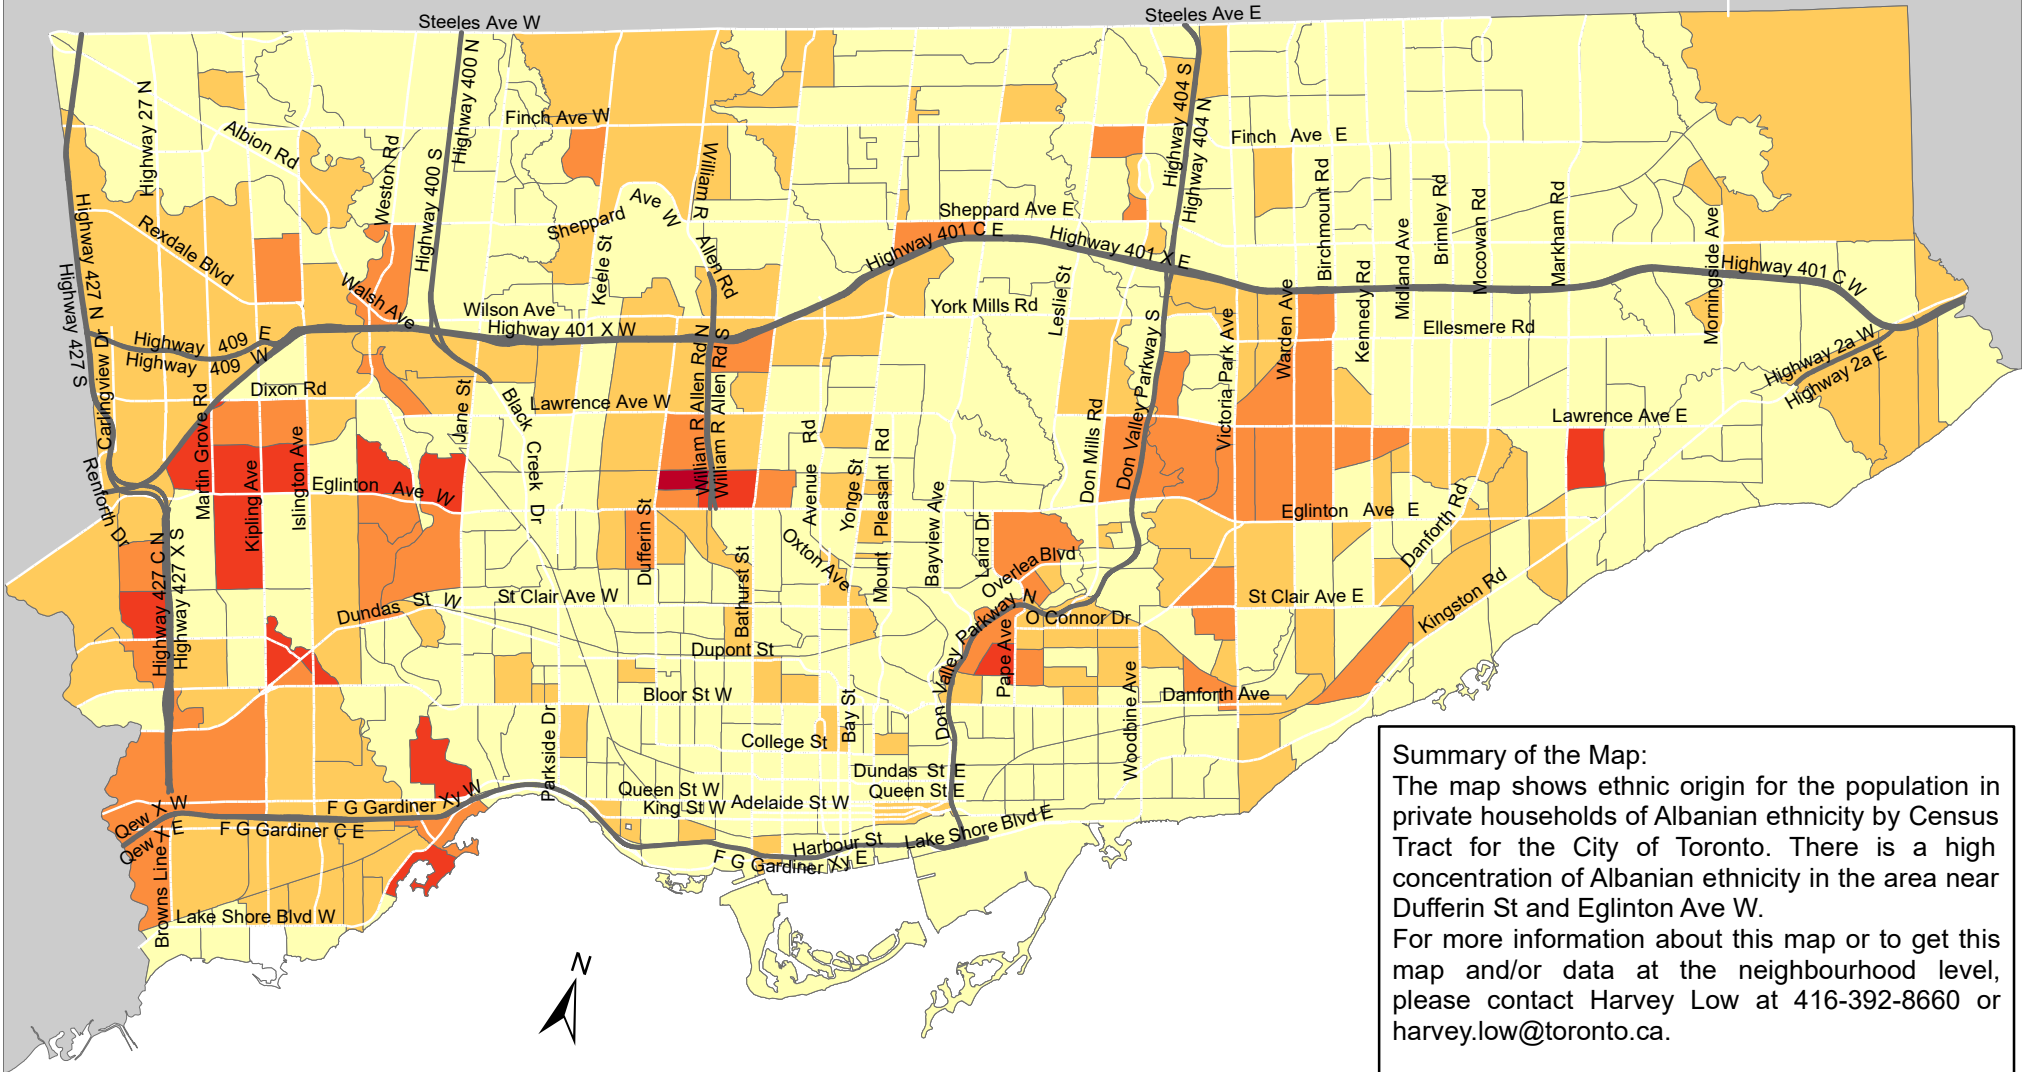 Steeles Ave W
Steeles Ave E
Highway 27 N
Albion Rd
Weston Rd
Highway 400 N
Highway 400 S
Finch Ave W
William R
Allen Rd
Highway 404 S
Highway 404 N
Finch Ave E
Sheppard Ave W
Keele St
Sheppard Ave E
Highway 401 C E
Highway 401 X E
Birchmount Rd
Kennedy Rd
Midland Ave
Brimley Rd
Mccowan Rd
Markham Rd
Morningside Ave
Highway 401 C W
Highway 427 N
Highway 427 S
Rexdale Blvd
Walsh Ave
Wilson Ave
Highway 401 X W
York Mills Rd
Leslie St
Warden Ave
Victoria Park Ave
Ellesmere Rd
Highway 2a W
Highway 2a E
Highway 409 E
Highway 409 W
Carlingview Dr
Dixon Rd
Martin Grove Rd
Kipling Ave
Islington Ave
Jane St
Black Creek Dr
Lawrence Ave W
William R Allen Rd N
William R Allen Rd S
Avenue Rd
Yonge St
Mount Pleasant Rd
Bayview Ave
Laird Dr
Don Mills Rd
Don Valley Parkway S
Lawrence Ave E
Renforth Dr
Eglinton Ave W
Eglinton Ave E
Danforth Rd
Highway 427 C N
Highway 427 X S
Dufferin St
Bathurst St
Oxton Ave
Overlea Blvd
Dundas St W
St Clair Ave W
St Clair Ave E
Kingston Rd
Don Valley Parkway N
O Connor Dr
Pape Ave
Dupont St
Bloor St W
Danforth Ave
Woodbine Ave
Parkside Dr
Bay St
College St
Dundas St E
Queen St W
Queen St E
King St W
Adelaide St W
Qew X W
Qew X E
F G Gardiner Xy W
F G Gardiner C E
Harbour St
Lake Shore Blvd E
F G Gardiner Xy E
Browns Line
Lake Shore Blvd W
N
Summary of the Map:
The map shows ethnic origin for the population in
private households of Albanian ethnicity by Census
Tract for the City of Toronto. There is a high
concentration of Albanian ethnicity in the area near
Dufferin St and Eglinton Ave W.
For more information about this map or to get this
map and/or data at the neighbourhood level,
please contact Harvey Low at 416-392-8660 or
harvey.low@toronto.ca.